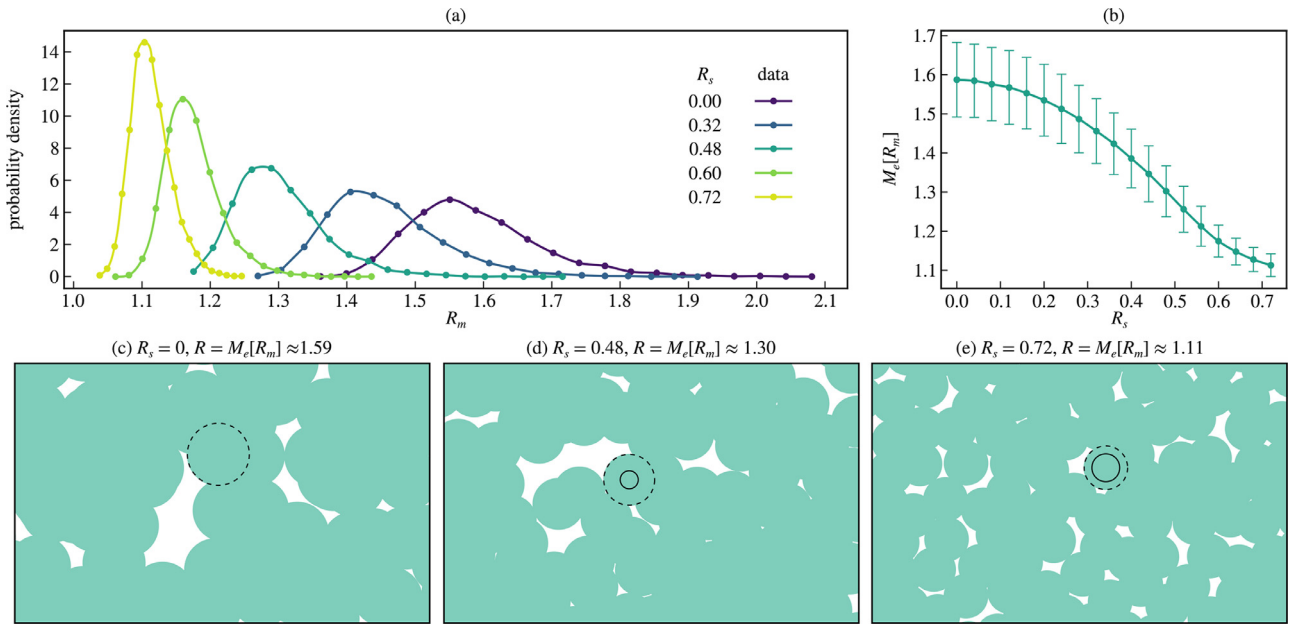 (a)
probability density
14
12
10
8
6
4
2
0
R_s data
0.00
0.32
0.48
0.60
0.72
1.0 1.1 1.2 1.3 1.4 1.5 1.6 1.7 1.8 1.9 2.0 2.1
R_m
(b)
M_e[R_m]
1.7
1.6
1.5
1.4
1.3
1.2
1.1
0.0 0.1 0.2 0.3 0.4 0.5 0.6 0.7
R_s
(c) R_s = 0, R = M_e[R_m] ≈1.59
(d) R_s = 0.48, R = M_e[R_m] ≈ 1.30
(e) R_s = 0.72, R = M_e[R_m] ≈ 1.11